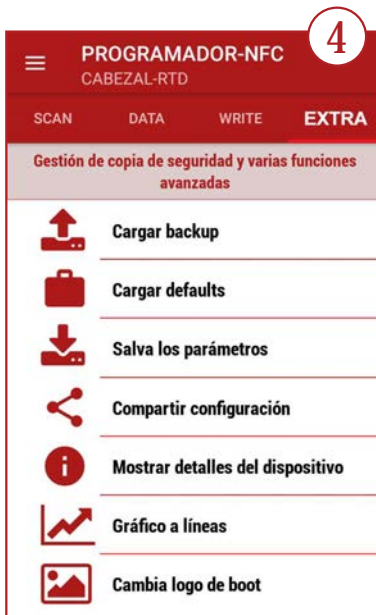 4
PROGRAMADOR-NFC
CABEZAL-RTD
SCAN DATA WRITE EXTRA
Gestión de copia de seguridad y varias funciones
avanzadas
Cargar backup
Cargar defaults
Salva los parámetros
Compartir configuración
Mostrar detalles del dispositivo
Gráfico a líneas
Cambia logo de boot